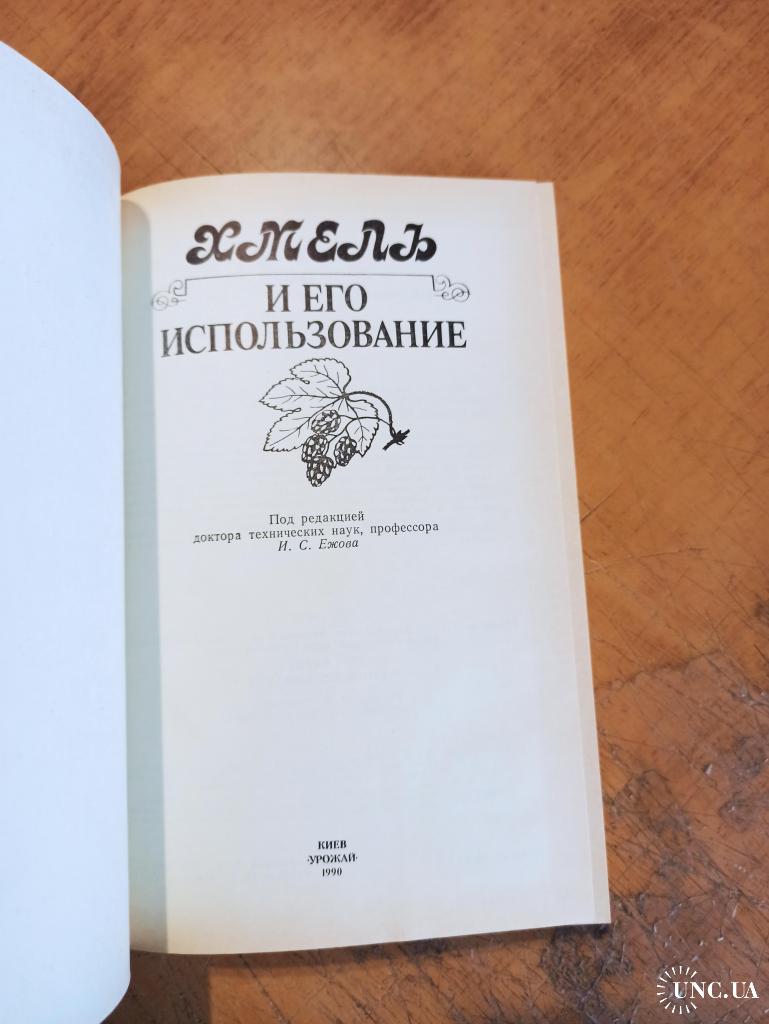 ХМЕЛЬ
И ЕГО
ИСПОЛЬЗОВАНИЕ
Под редакцией
доктора технических наук, профессора
И. С. Ежова
КИЕВ
«УРОЖАЙ»
1990
UNC.UA